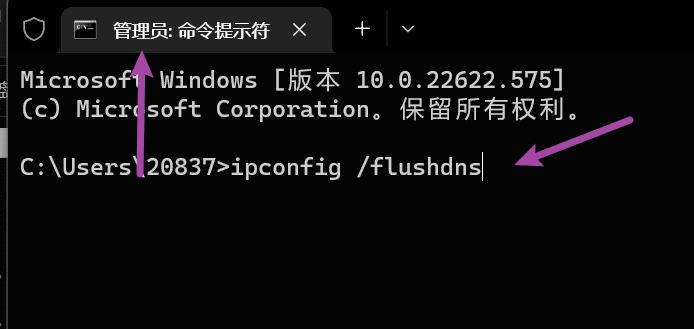 管理员: 命令提示符
Microsoft Windows [版本 10.0.22622.575]
(c) Microsoft Corporation。保留所有权利。
C:\Users\20837>ipconfig /flushdns